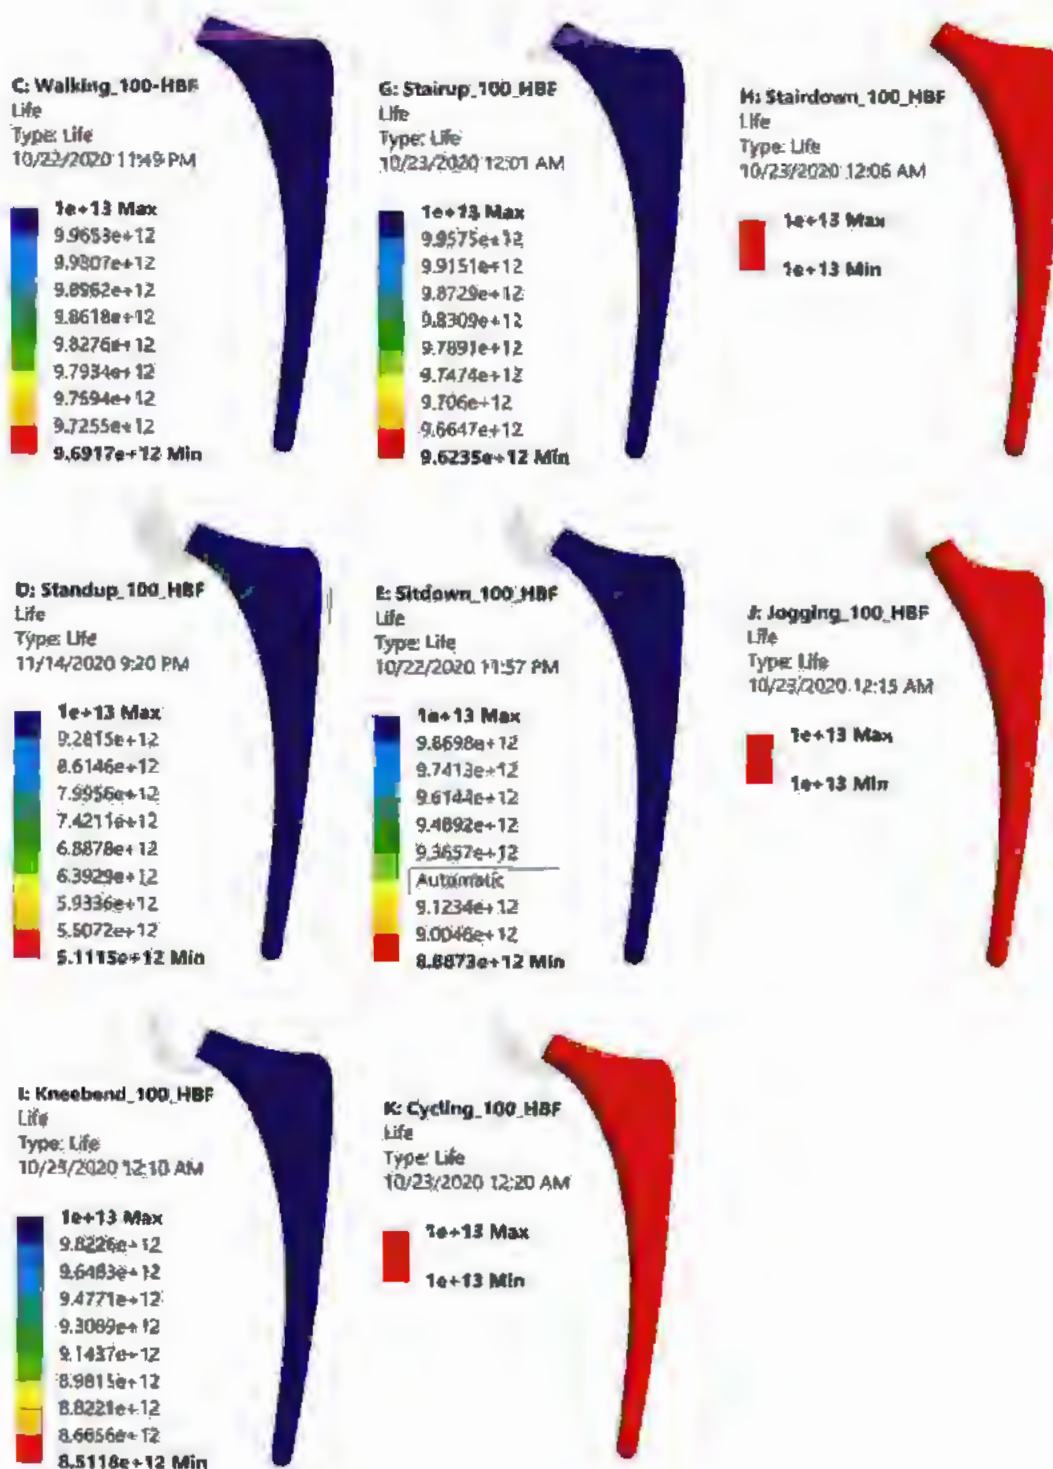 C: Walking_100-HBF
Life
Type: Life
10/22/2020 11:49 PM
1e+13 Max
9.9653e+12
9.9307e+12
9.8962e+12
9.8618e+12
9.8276e+12
9.7934e+12
9.7594e+12
9.7255e+12
9.6917e+12 Min
G: Stairup_100_HBF
Life
Type: Life
10/23/2020 12:01 AM
1e+13 Max
9.9575e+12
9.9151e+12
9.8729e+12
9.8309e+12
9.7891e+12
9.7474e+12
9.706e+12
9.6647e+12
9.6235e+12 Min
H: Stairdown_100_HBF
Life
Type: Life
10/23/2020 12:06 AM
1e+13 Max
1e+13 Min
D: Standup_100_HBF
Life
Type: Life
11/14/2020 9:20 PM
1e+13 Max
9.2815e+12
8.6146e+12
7.9956e+12
7.4211e+12
6.8878e+12
6.3929e+12
5.9336e+12
5.5072e+12
5.1115e+12 Min
E: Sitdown_100_HBF
Life
Type: Life
10/22/2020 11:57 PM
1e+13 Max
9.8698e+12
9.7413e+12
9.6144e+12
9.4892e+12
9.3657e+12
Automatic
9.1234e+12
9.0046e+12
8.8873e+12 Min
J: Jogging_100_HBF
Life
Type: Life
10/23/2020 12:15 AM
1e+13 Max
1e+13 Min
I: Kneebend_100_HBF
Life
Type: Life
10/23/2020 12:10 AM
1e+13 Max
9.8226e+12
9.6483e+12
9.4771e+12
9.3089e+12
9.1437e+12
8.9815e+12
8.8221e+12
8.6656e+12
8.5118e+12 Min
K: Cycling_100_HBF
Life
Type: Life
10/23/2020 12:20 AM
1e+13 Max
1e+13 Min